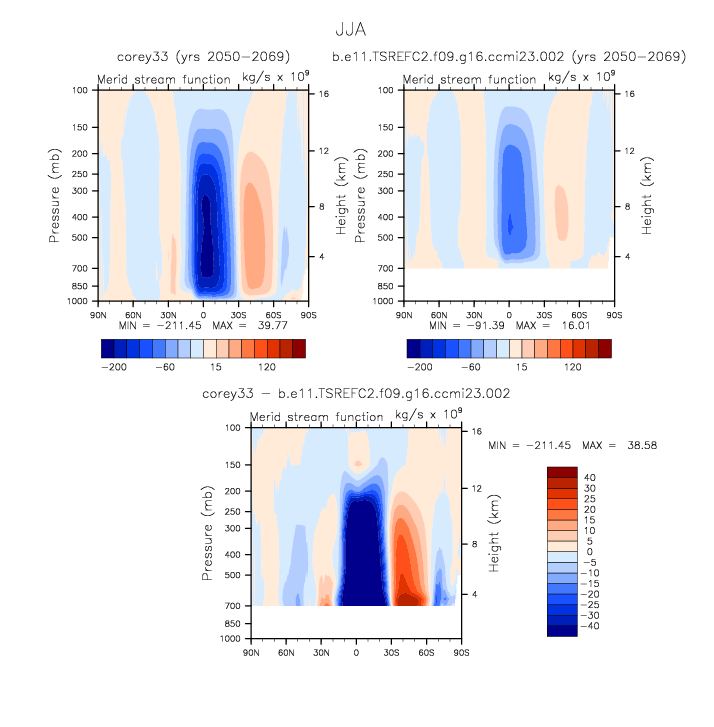 JJA
corey33 (yrs 2050-2069)
b.e11.TSREFC2.f09.g16.ccmi23.002 (yrs 2050-2069)
Merid stream function kg/s x 10⁹
Merid stream function kg/s x 10⁹
Pressure (mb)
100
150
200
250
300
400
500
700
850
1000
16
12
8
4
Height (km)
90N 60N 30N 0 30S 60S 90S
MIN = -211.45 MAX = 39.77
-200 -60 15 120
Pressure (mb)
100
150
200
250
300
400
500
700
850
1000
16
12
8
4
Height (km)
90N 60N 30N 0 30S 60S 90S
MIN = -91.39 MAX = 16.01
-200 -60 15 120
corey33 - b.e11.TSREFC2.f09.g16.ccmi23.002
Merid stream function kg/s x 10⁹
Pressure (mb)
100
150
200
250
300
400
500
700
850
1000
16
12
8
4
Height (km)
90N 60N 30N 0 30S 60S 90S
MIN = -211.45 MAX = 38.58
40
30
25
20
15
10
5
0
-5
-10
-15
-20
-25
-30
-40